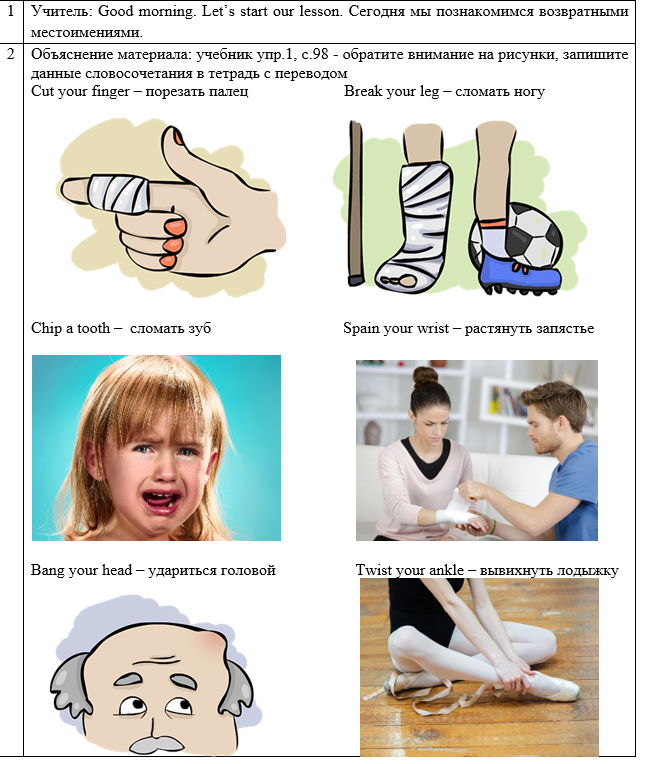 1 Учитель: Good morning. Let's start our lesson. Сегодня мы познакомимся возвратными
местоимениями.
2 Объяснение материала: учебник упр.1, с.98 - обратите внимание на рисунки, запишите
данные словосочетания в тетрадь с переводом
Cut your finger – порезать палец Break your leg – сломать ногу
Chip a tooth – сломать зуб Spain your wrist – растянуть запястье
Bang your head – удариться головой Twist your ankle – вывихнуть лодыжку